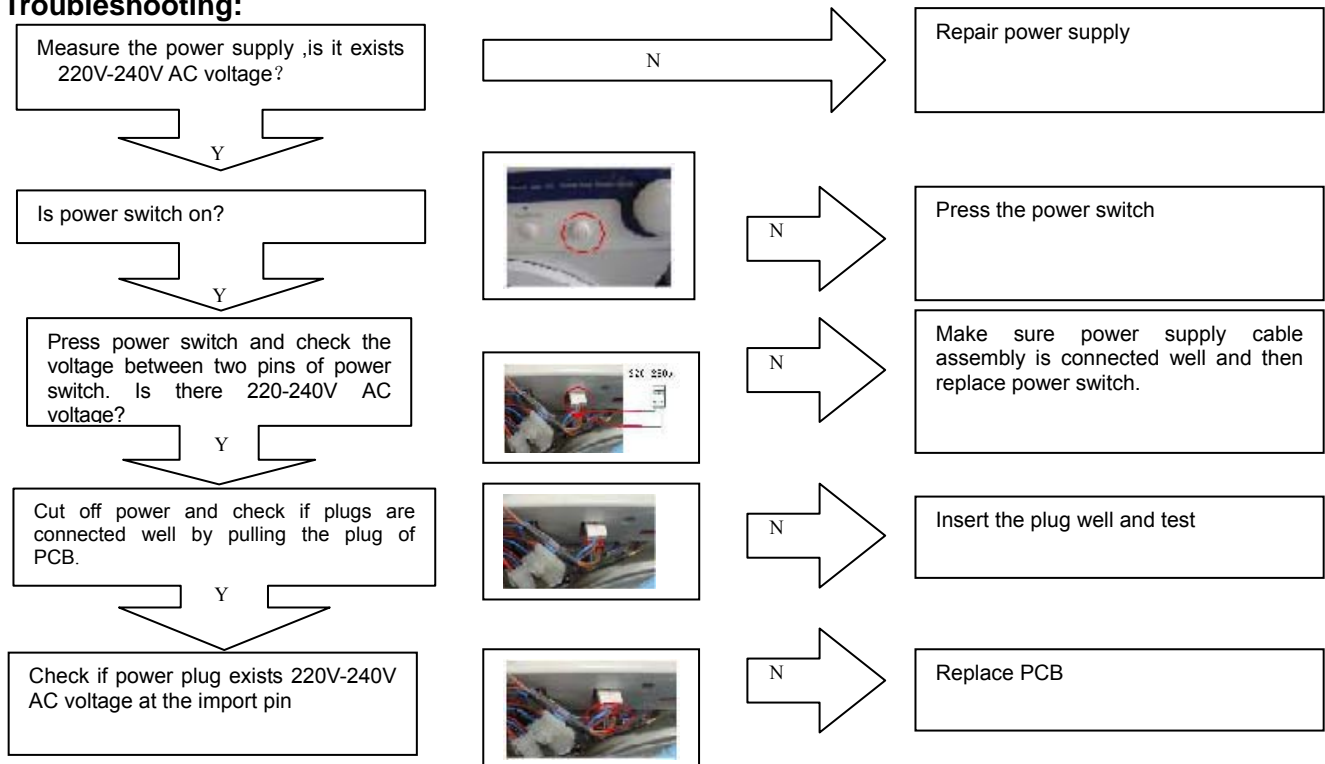 Troubleshooting:
Measure the power supply ,is it exists
220V-240V AC voltage？
N
Repair power supply
Y
Is power switch on?
N
Press the power switch
Y
Press power switch and check the
voltage between two pins of power
switch. Is there 220-240V AC
voltage?
N
Make sure power supply cable
assembly is connected well and then
replace power switch.
Y
Cut off power and check if plugs are
connected well by pulling the plug of
PCB.
N
Insert the plug well and test
Y
Check if power plug exists 220V-240V
AC voltage at the import pin
N
Replace PCB